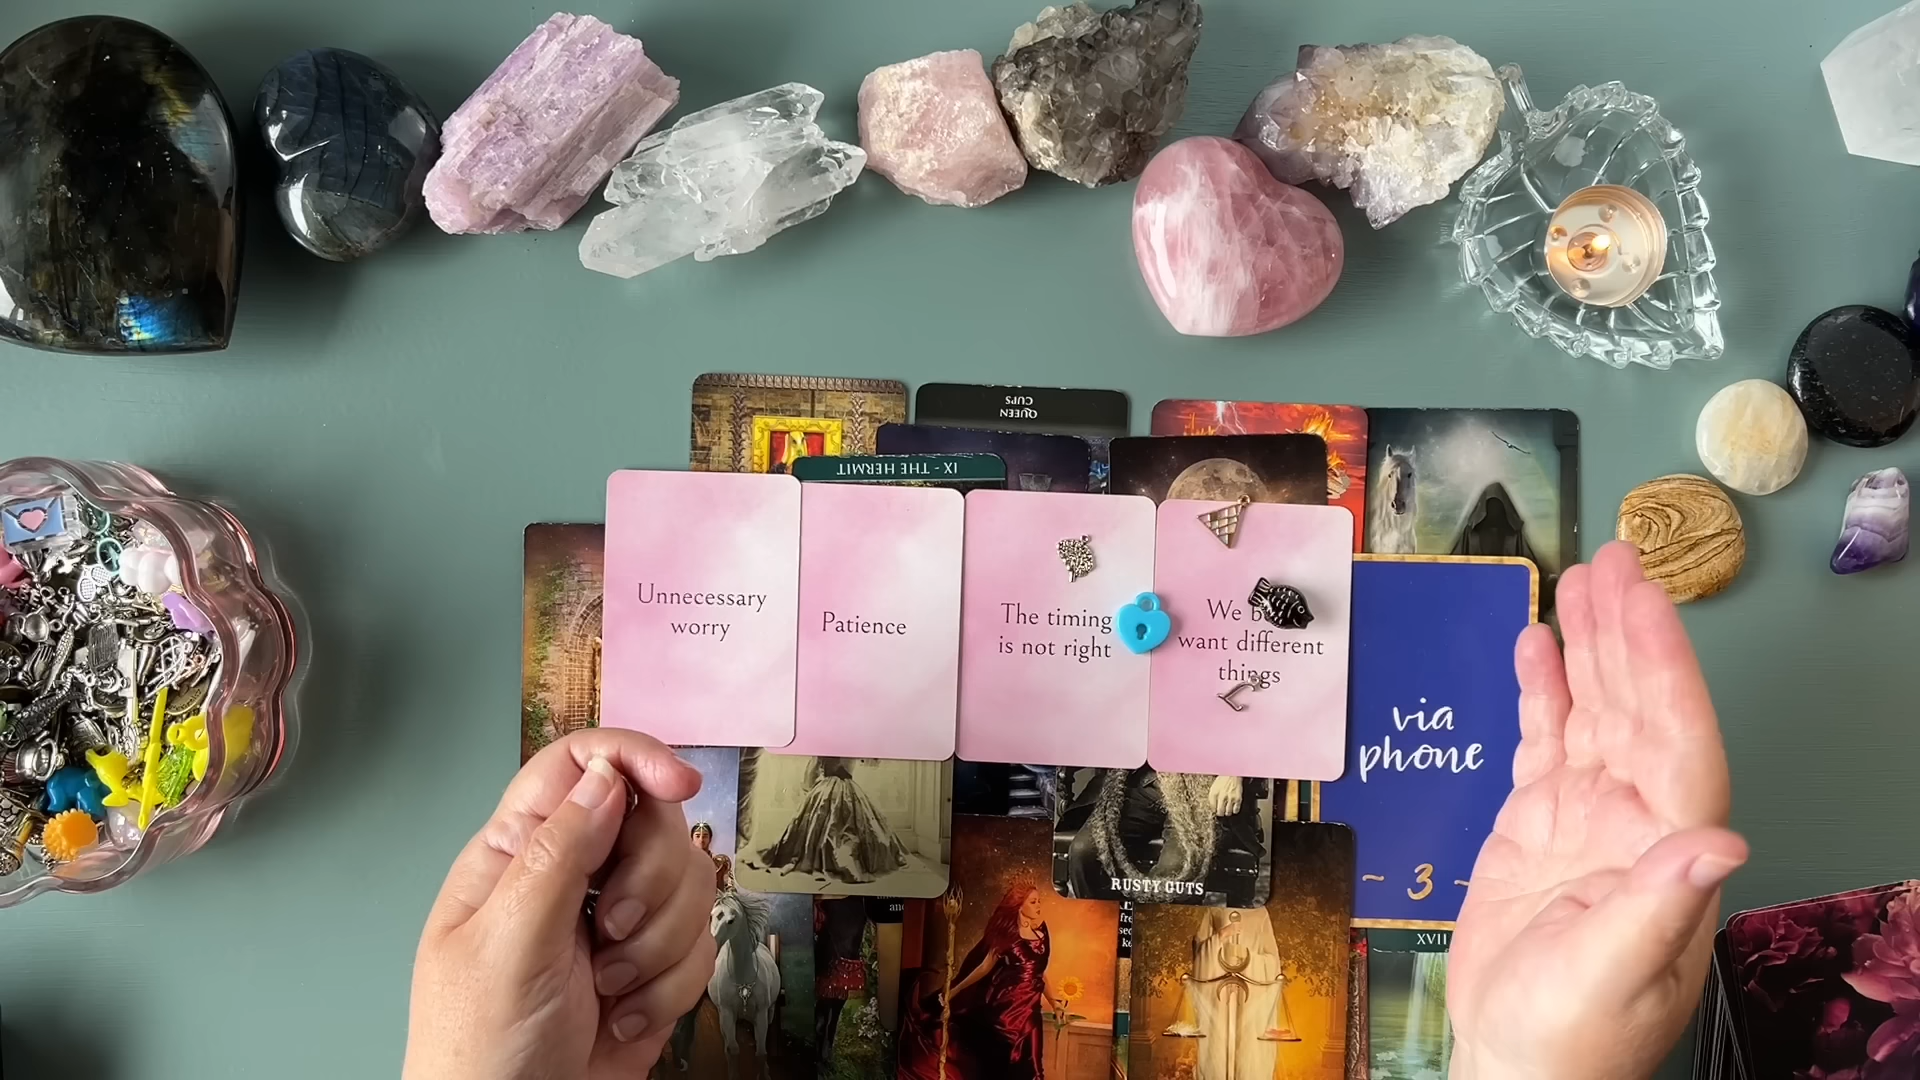 QUEEN
CUPS
IX - THE HERMIT
Unnecessary
worry
Patience
The timing
is not right
We
want different
things
via
phone
~ 3 ~
RUSTY GUTS
and
XVII